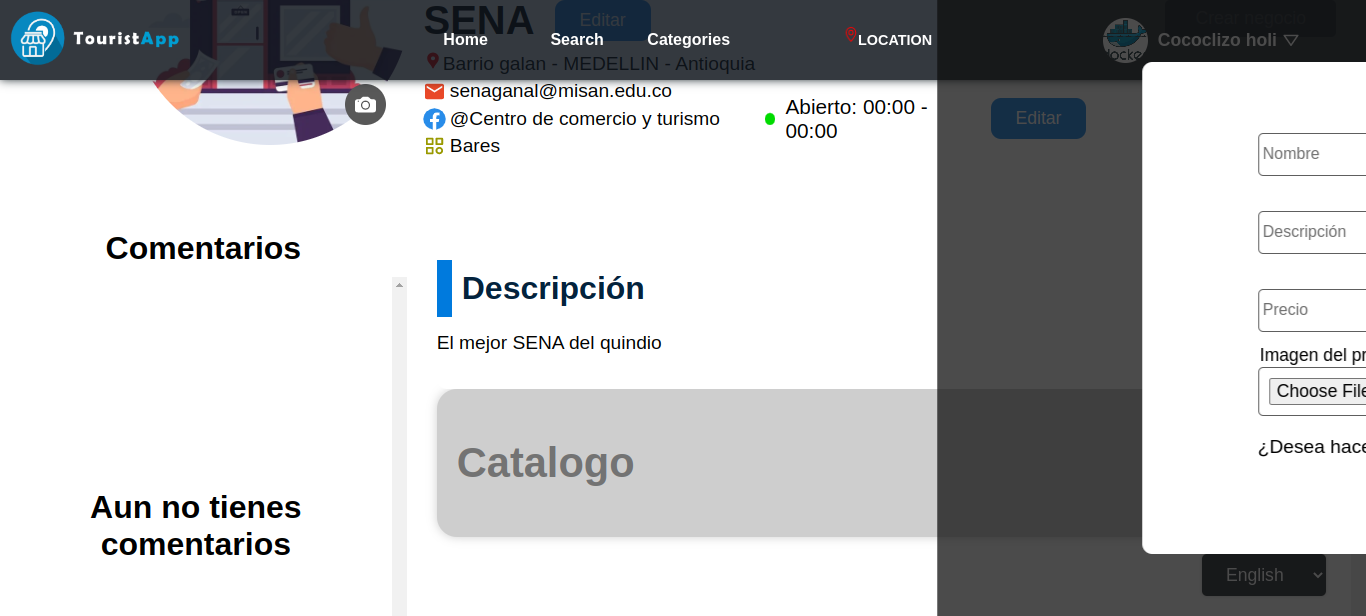 SENA
Editar
Crear negocio
TouristApp
Home
Search
Categories
LOCATION
Cococlizo holi ▽
Barrio galan - MEDELLIN - Antioquia
senaganal@misan.edu.co
@Centro de comercio y turismo
Bares
Abierto: 00:00 -
00:00
Editar
Nombre
Descripción
Precio
Imagen del pr
Choose File
¿Desea hace
Comentarios
Aun no tienes
comentarios
Descripción
El mejor SENA del quindio
Catalogo
English